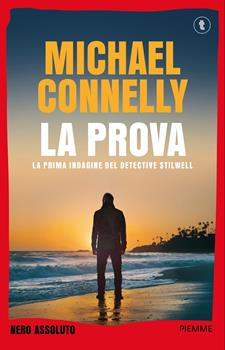 t
MICHAEL
CONNELLY
LA PROVA
LA PRIMA INDAGINE DEL DETECTIVE STILWELL
NERO ASSOLUTO
PIEMME